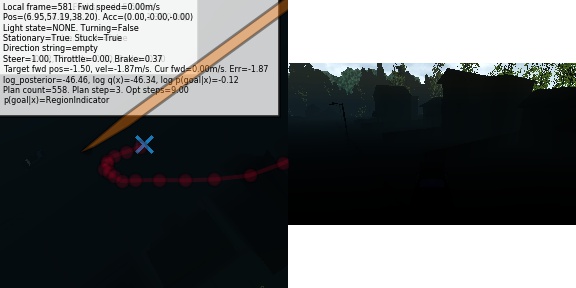 Local frame=581. Fwd speed=0.00m/s
Pos=(6.95,57.19,38.20). Acc=(0.00,-0.00,-0.00)
Light state=NONE. Turning=False
Stationary=True. Stuck=True
Direction string=empty
Steer=1.00, Throttle=0.00, Brake=0.37
Target fwd pos=-1.50, vel=-1.87m/s. Cur fwd=0.00m/s. Err=-1.87
log_posterior=-46.46, log q(x)=-46.34, log p(goal|x)=-0.12
Plan count=558. Plan step=3. Opt steps=9.00
p(goal|x)=RegionIndicator